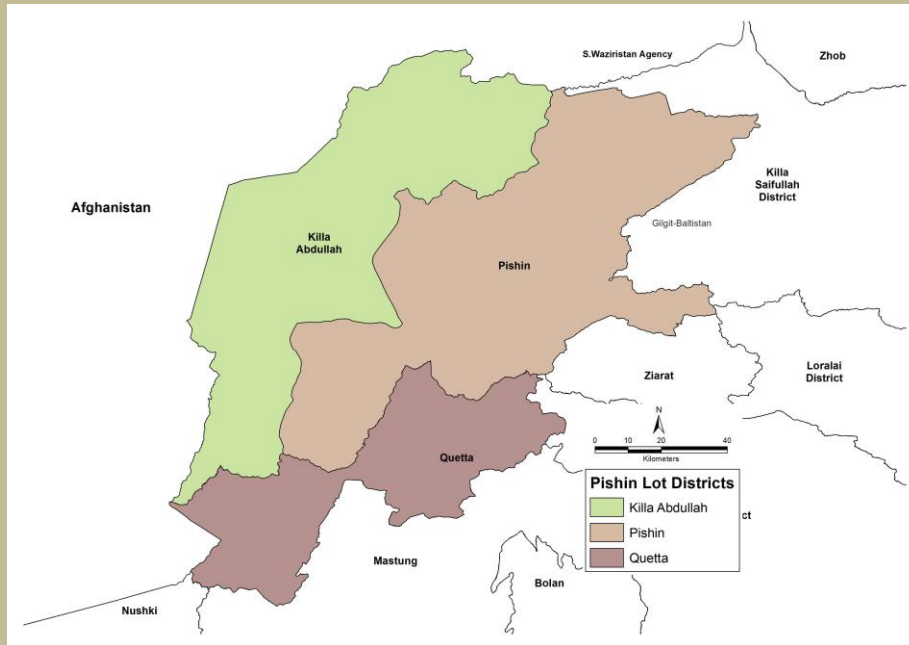 S.Waziristan Agency
Zhob
Killa
Saifullah
District
Afghanistan
Gilgit-Baltistan
Killa
Abdullah
Pishin
Ziarat
Loralai
District
N
0 10 20 40
Kilometers
Quetta
Pishin Lot Districts
Killa Abdullah
Pishin
Quetta
ct
Mastung
Bolan
Nushki